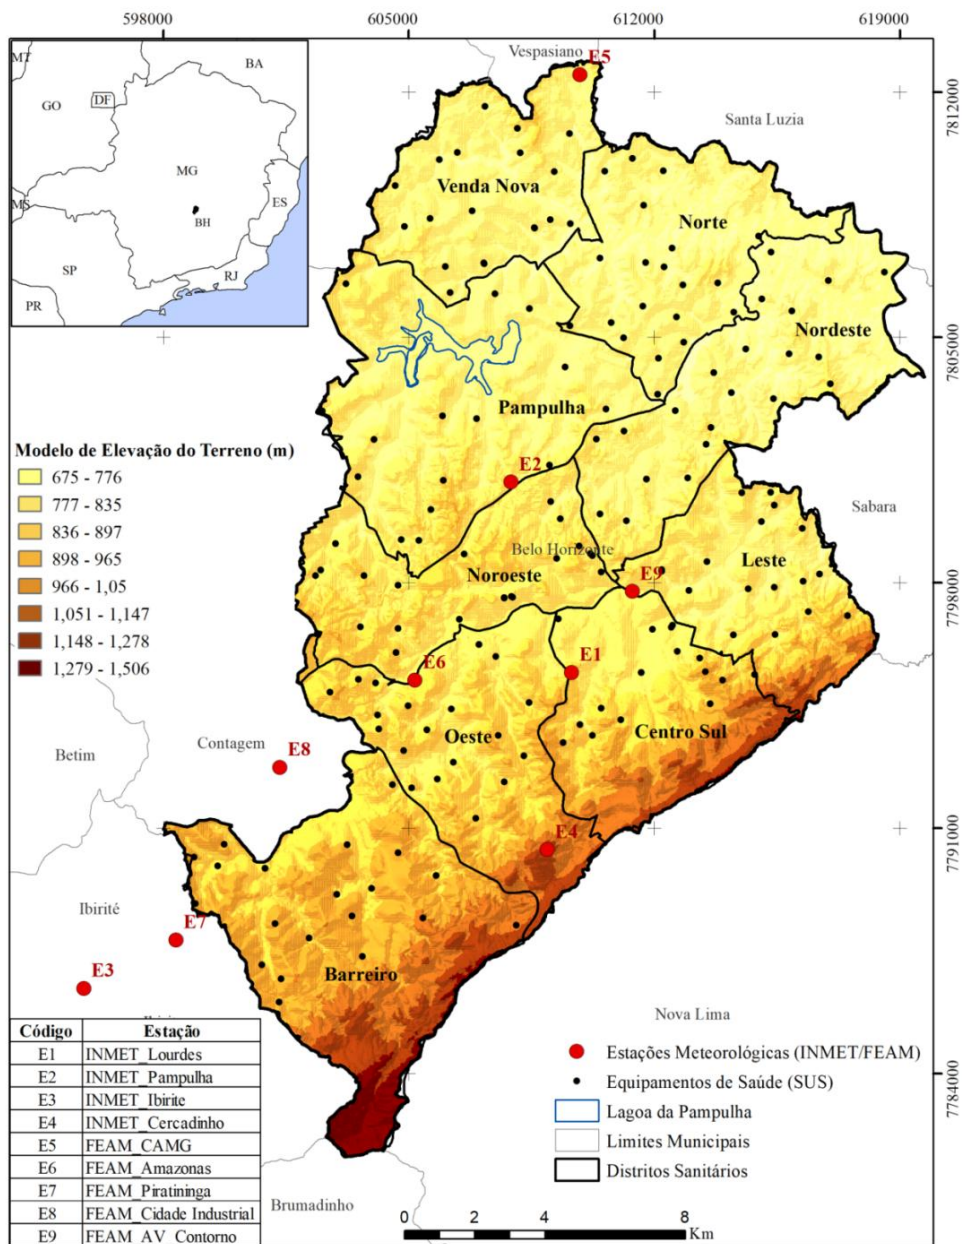 598000
605000
612000
619000
MT
BA
GO
DF
MG
MS
ES
BH
SP
RJ
PR
Vespasiano
E5
7812000
Santa Luzia
Venda Nova
Norte
Nordeste
7805000
Pampulha
Modelo de Elevação do Terreno (m)
675 - 776
777 - 835
836 - 897
898 - 965
966 - 1,05
1,051 - 1,147
1,148 - 1,278
1,279 - 1,506
E2
Sabara
Belo Horizonte
Noroeste
Leste
E9
7798000
E6
E1
Contagem
Betim
E8
Oeste
Centro Sul
E4
7791000
Ibirité
E7
E3
Barreiro
Nova Lima
Código Estação
E1 INMET_Lourdes
E2 INMET_Pampulha
E3 INMET_Ibirite
E4 INMET_Cercadinho
E5 FEAM_CAMG
E6 FEAM_Amazonas
E7 FEAM_Piratininga
E8 FEAM_Cidade Industrial
E9 FEAM_AV_Contorno
Estações Meteorológicas (INMET/FEAM)
Equipamentos de Saúde (SUS)
Lagoa da Pampulha
Limites Municipais
Distritos Sanitários
7784000
Brumadinho
0 2 4 8
Km